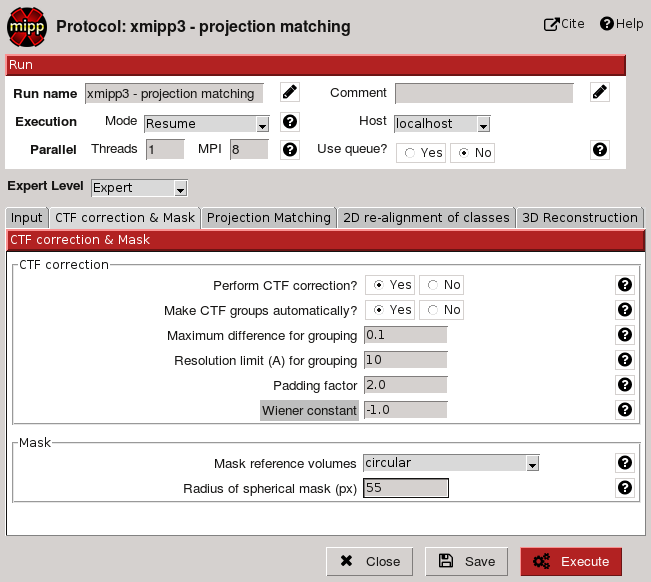 mipp Protocol: xmipp3 - projection matching Cite Help
Run
Run name xmipp3 - projection matching Comment
Execution Mode Resume Host localhost
Parallel Threads 1 MPI 8 Use queue? Yes No
Expert Level Expert
Input CTF correction & Mask Projection Matching 2D re-alignment of classes 3D Reconstruction
CTF correction & Mask
CTF correction
Perform CTF correction? Yes No
Make CTF groups automatically? Yes No
Maximum difference for grouping 0.1
Resolution limit (A) for grouping 10
Padding factor 2.0
Wiener constant -1.0
Mask
Mask reference volumes circular
Radius of spherical mask (px) 55
Close Save Execute